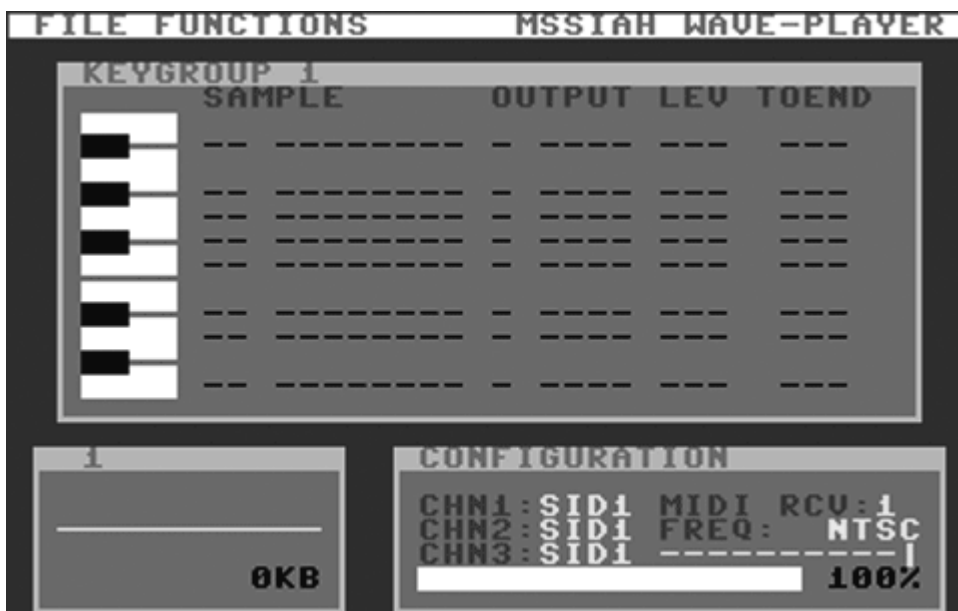 FILE FUNCTIONS MSSIAH WAVE-PLAYER
KEYGROUP 1
SAMPLE OUTPUT LEV TOEND
-- -------- - ---- --- ---
-- -------- - ---- --- ---
-- -------- - ---- --- ---
-- -------- - ---- --- ---
-- -------- - ---- --- ---
-- -------- - ---- --- ---
-- -------- - ---- --- ---
-- -------- - ---- --- ---
1
0KB
CONFIGURATION
CHN1:SID1 MIDI RCV:1
CHN2:SID1 FREQ: NTSC
CHN3:SID1 ----------|
100%